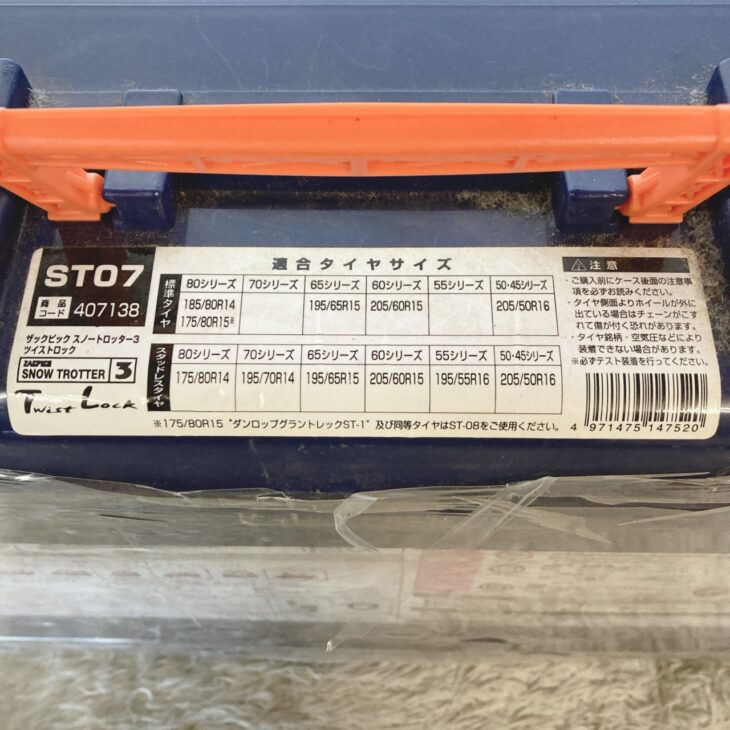 ST07
商品コード 407138
ザックピック スノートロッター3
ツイストロック
ZACPICK
SNOW TROTTER 3
Twist Lock
適合タイヤサイズ
標準タイヤ
80シリーズ 70シリーズ 65シリーズ 60シリーズ 55シリーズ 50・45シリーズ
185/80R14 195/65R15 205/60R15 205/50R16
175/80R15※
スタッドレスタイヤ
80シリーズ 70シリーズ 65シリーズ 60シリーズ 55シリーズ 50・45シリーズ
175/80R14 195/70R14 195/65R15 205/60R15 195/55R16 205/50R16
※175/80R15 "ダンロップグラントレックST-1" 及び同等タイヤはST-08をご使用ください。
注意
・ご購入前にケース後面の注意事
項を必ずお読みください。
・タイヤ側面よりホイールが外に
出ている場合はチェーンがこす
れて傷が付く恐れがあります。
・タイヤ銘柄・空気圧などにより
装着できない場合があります。
※必ずテスト装着を行ってください。
4 971475 147520